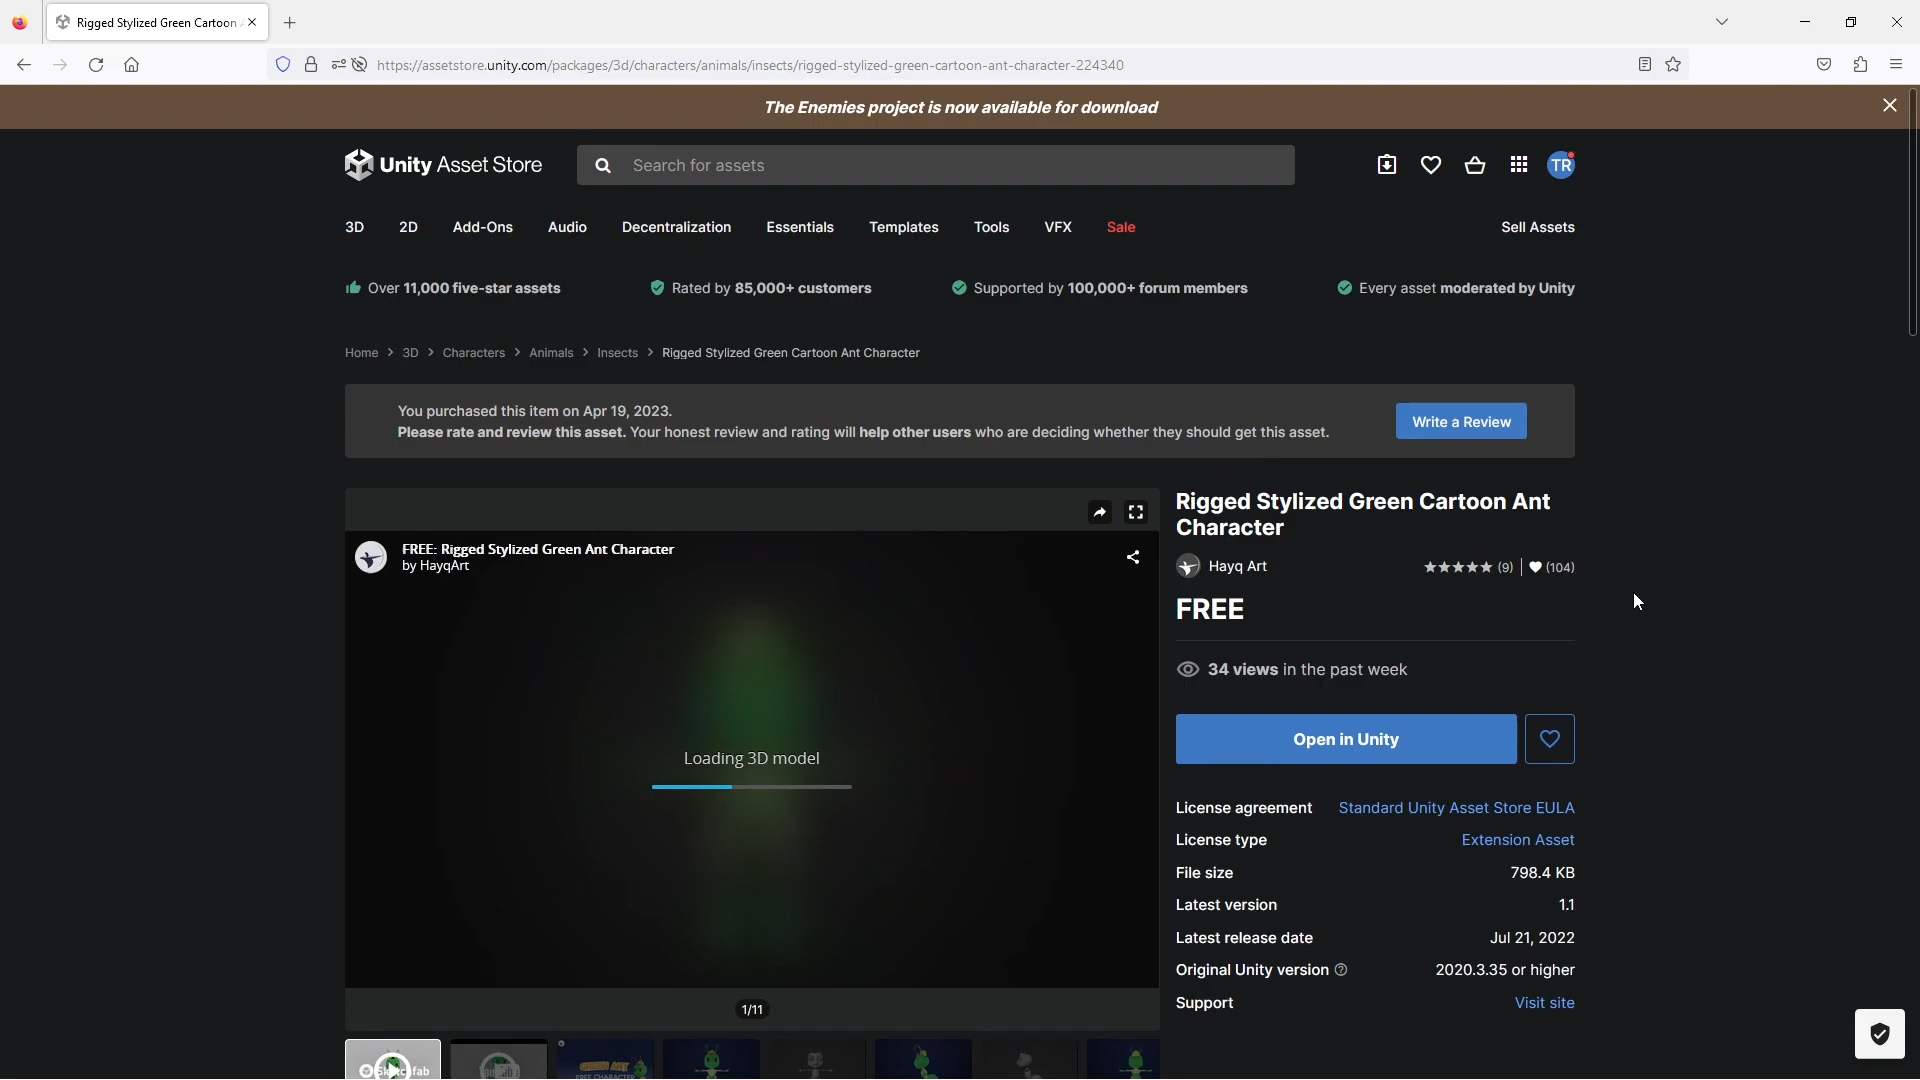 Rigged Stylized Green Cartoon
https://assetstore.unity.com/packages/3d/characters/animals/insects/rigged-stylized-green-cartoon-ant-character-224340
The Enemies project is now available for download
Unity Asset Store
Search for assets
TR
3D 2D Add-Ons Audio Decentralization Essentials Templates Tools VFX Sale Sell Assets
Over 11,000 five-star assets Rated by 85,000+ customers Supported by 100,000+ forum members Every asset moderated by Unity
Home > 3D > Characters > Animals > Insects > Rigged Stylized Green Cartoon Ant Character
You purchased this item on Apr 19, 2023.
Please rate and review this asset. Your honest review and rating will help other users who are deciding whether they should get this asset.
Write a Review
FREE: Rigged Stylized Green Ant Character
by HayqArt
Loading 3D model
1/11
Rigged Stylized Green Cartoon Ant
Character
Hayq Art
(9) | (104)
FREE
34 views in the past week
Open in Unity
License agreement Standard Unity Asset Store EULA
License type Extension Asset
File size 798.4 KB
Latest version 1.1
Latest release date Jul 21, 2022
Original Unity version 2020.3.35 or higher
Support Visit site